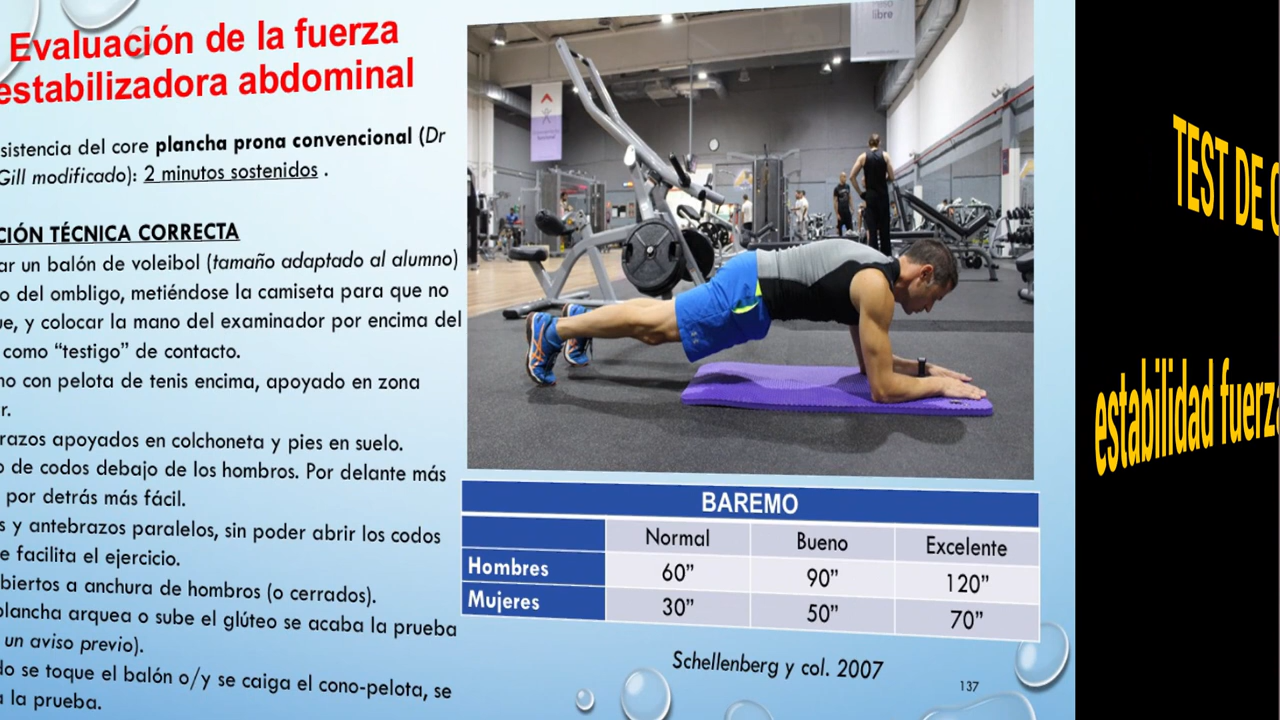 Evaluación de la fuerza
estabilizadora abdominal
sistencia del core plancha prona convencional (Dr
Gill modificado): 2 minutos sostenidos .
CIÓN TÉCNICA CORRECTA
ar un balón de voleibol (tamaño adaptado al alumno)
o del ombligo, metiéndose la camiseta para que no
ue, y colocar la mano del examinador por encima del
como “testigo” de contacto.
no con pelota de tenis encima, apoyado en zona
r.
razos apoyados en colchoneta y pies en suelo.
o de codos debajo de los hombros. Por delante más
por detrás más fácil.
s y antebrazos paralelos, sin poder abrir los codos
e facilita el ejercicio.
biertos a anchura de hombros (o cerrados).
plancha arquea o sube el glúteo se acaba la prueba
un aviso previo).
do se toque el balón o/y se caiga el cono-pelota, se
a la prueba.
libre
BAREMO
Normal Bueno Excelente
Hombres 60” 90” 120”
Mujeres 30” 50” 70”
Schellenberg y col. 2007
137
TEST DE C
estabilidad fuerza